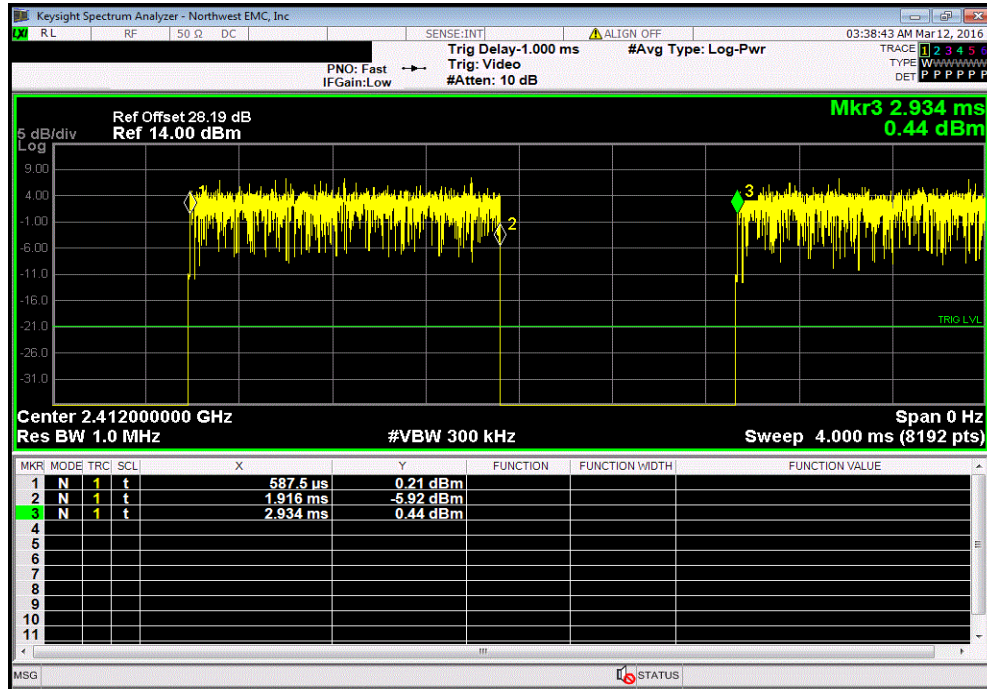 Keysight Spectrum Analyzer - Northwest EMC, Inc
LXI RL RF 50 Ω DC SENSE:INT ALIGN OFF 03:38:43 AM Mar 12, 2016
Trig Delay-1.000 ms #Avg Type: Log-Pwr TRACE 1 2 3 4 5 6
PNO: Fast Trig: Video TYPE WWWWWW
IFGain:Low #Atten: 10 dB DET P P P P P P
Mkr3 2.934 ms
0.44 dBm
Ref Offset 28.19 dB
5 dB/div Ref 14.00 dBm
Log
9.00
4.00
-1.00
-6.00
-11.0
-16.0
-21.0
-26.0
-31.0
1
2
3
TRIG LVL
Center 2.412000000 GHz Span 0 Hz
Res BW 1.0 MHz #VBW 300 kHz Sweep 4.000 ms (8192 pts)
MKR MODE TRC SCL X Y FUNCTION FUNCTION WIDTH FUNCTION VALUE
1 N 1 t 587.5 µs 0.21 dBm
2 N 1 t 1.916 ms -5.92 dBm
3 N 1 t 2.934 ms 0.44 dBm
4
5
6
7
8
9
10
11
MSG STATUS